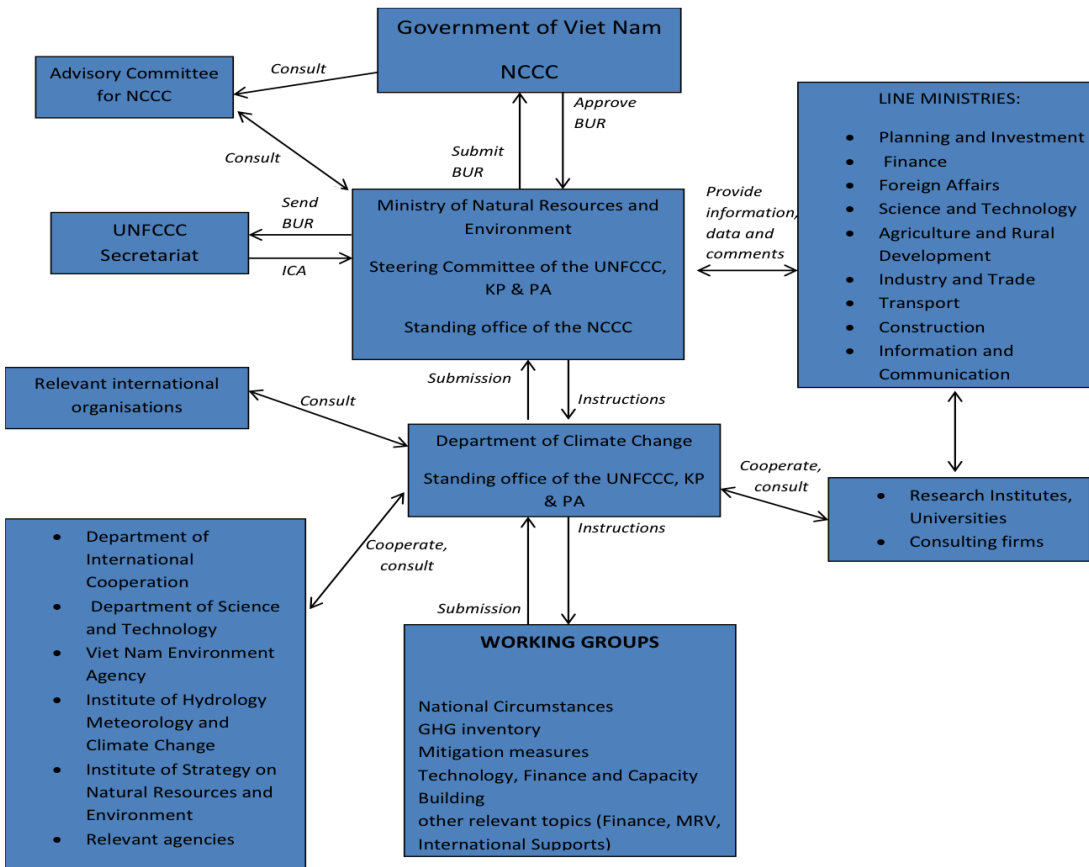 Government of Viet Nam
NCCC
Advisory Committee
for NCCC
Consult
Approve
BUR
Consult
Submit
BUR
LINE MINISTRIES:
• Planning and Investment
• Finance
• Foreign Affairs
• Science and Technology
• Agriculture and Rural
Development
• Industry and Trade
• Transport
• Construction
• Information and
Communication
Provide
information,
data and
comments
Send
BUR
UNFCCC
Secretariat
ICA
Ministry of Natural Resources and
Environment
Steering Committee of the UNFCCC,
KP & PA
Standing office of the NCCC
Submission
Instructions
Relevant international
organisations
Consult
Department of Climate Change
Standing office of the UNFCCC, KP
& PA
Cooperate,
consult
• Research Institutes,
Universities
• Consulting firms
Instructions
Cooperate,
consult
Submission
• Department of
International
Cooperation
• Department of Science
and Technology
• Viet Nam Environment
Agency
• Institute of Hydrology
Meteorology and
Climate Change
• Institute of Strategy on
Natural Resources and
Environment
• Relevant agencies
WORKING GROUPS
National Circumstances
GHG inventory
Mitigation measures
Technology, Finance and Capacity
Building
other relevant topics (Finance, MRV,
International Supports)